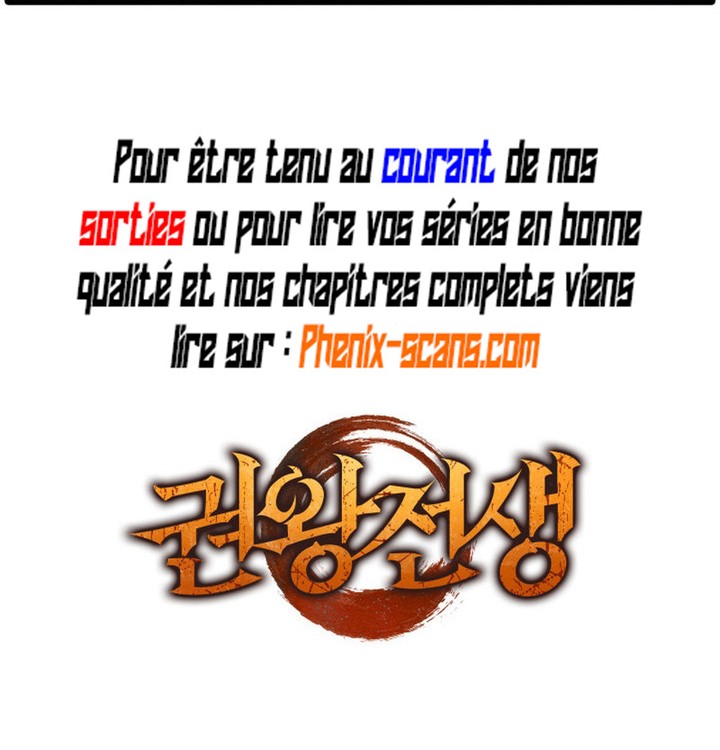 Pour être tenu au courant de nos
sorties ou pour lire vos séries en bonne
qualité et nos chapitres complets viens
lire sur : Phenix-scans.com
권왕전생